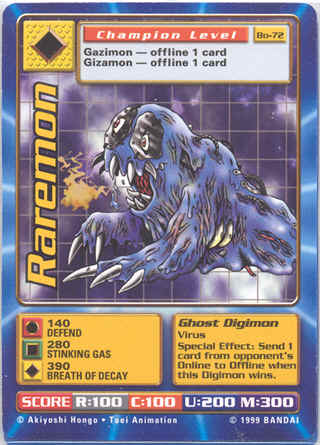 Champion Level
Bo-72
Gazimon — offline 1 card
Gizamon — offline 1 card
Raremon
140
DEFEND
280
STINKING GAS
390
BREATH OF DECAY
Ghost Digimon
Virus
Special Effect: Send 1
card from opponent's
Online to Offline when
this Digimon wins.
SCORE R:100 C:100 U:200 M:300
© Akiyoshi Hongo • Toei Animation © 1999 BANDAI